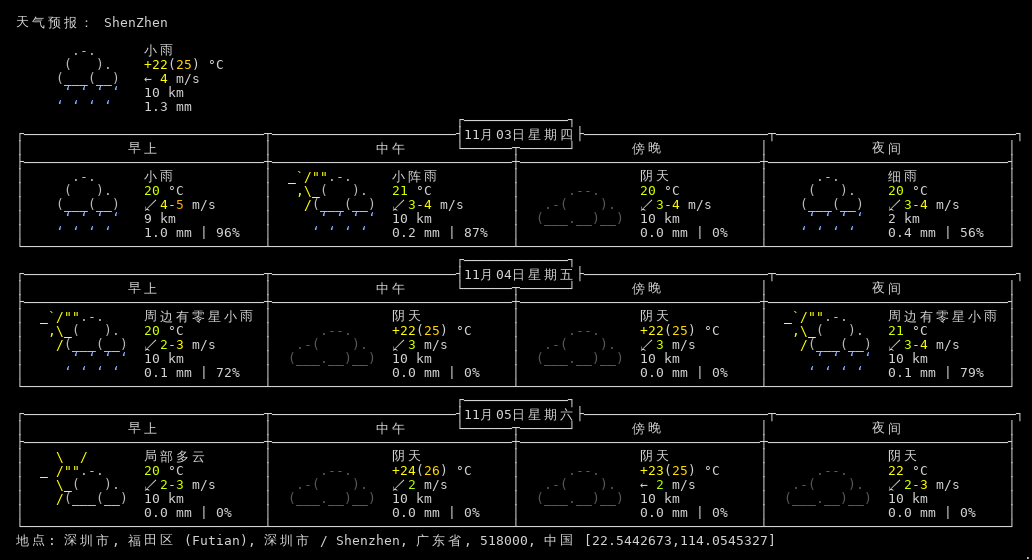 天气预报： ShenZhen
小雨
+22(25) °C
← 4 m/s
10 km
1.3 mm
11月03日星期四
早上 中午 傍晚 夜间
小雨 小阵雨 阴天 细雨
20 °C 21 °C 20 °C 20 °C
↙ 4-5 m/s ↙ 3-4 m/s ↙ 3-4 m/s ↙ 3-4 m/s
9 km 10 km 10 km 2 km
1.0 mm | 96% 0.2 mm | 87% 0.0 mm | 0% 0.4 mm | 56%
11月04日星期五
早上 中午 傍晚 夜间
周边有零星小雨 阴天 阴天 周边有零星小雨
20 °C +22(25) °C +22(25) °C 21 °C
↙ 2-3 m/s ↙ 3 m/s ↙ 3 m/s ↙ 3-4 m/s
10 km 10 km 10 km 10 km
0.1 mm | 72% 0.0 mm | 0% 0.0 mm | 0% 0.1 mm | 79%
11月05日星期六
早上 中午 傍晚 夜间
局部多云 阴天 阴天 阴天
20 °C +24(26) °C +23(25) °C 22 °C
↙ 2-3 m/s ↙ 2 m/s ← 2 m/s ↙ 2-3 m/s
10 km 10 km 10 km 10 km
0.0 mm | 0% 0.0 mm | 0% 0.0 mm | 0% 0.0 mm | 0%
地点: 深圳市, 福田区 (Futian), 深圳市 / Shenzhen, 广东省, 518000, 中国 [22.5442673,114.0545327]